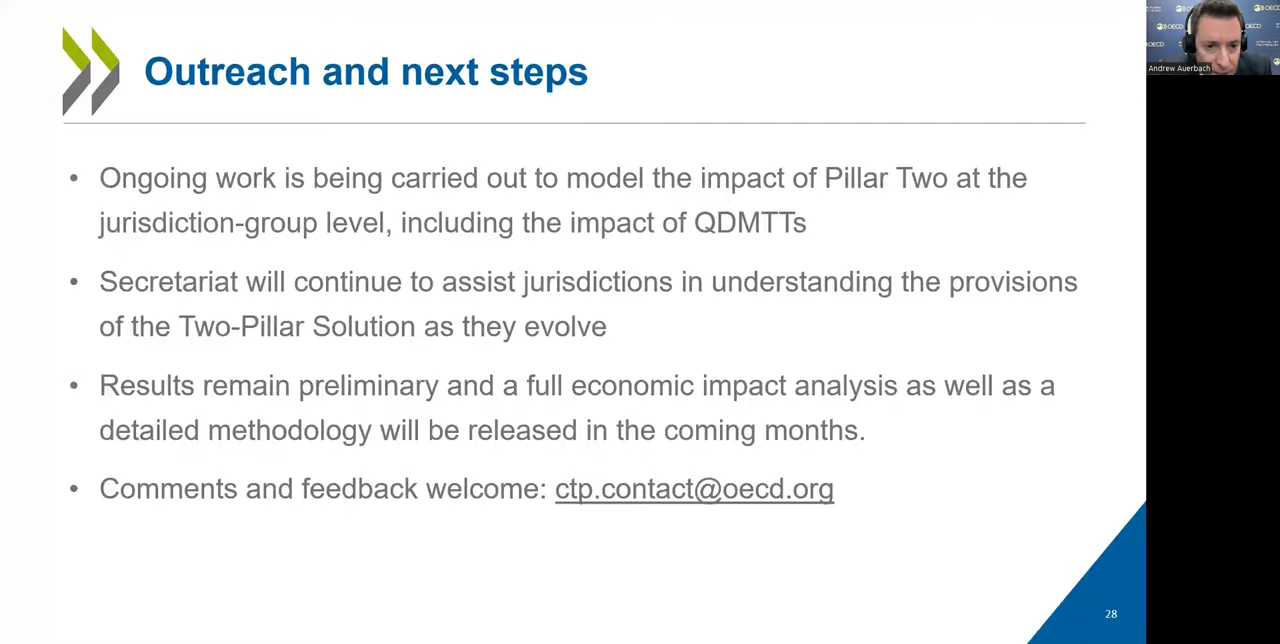 Outreach and next steps
• Ongoing work is being carried out to model the impact of Pillar Two at the
jurisdiction-group level, including the impact of QDMTTs
• Secretariat will continue to assist jurisdictions in understanding the provisions
of the Two-Pillar Solution as they evolve
• Results remain preliminary and a full economic impact analysis as well as a
detailed methodology will be released in the coming months.
• Comments and feedback welcome: ctp.contact@oecd.org
28
OECD
OECD
OECD
Andrew Auerbach